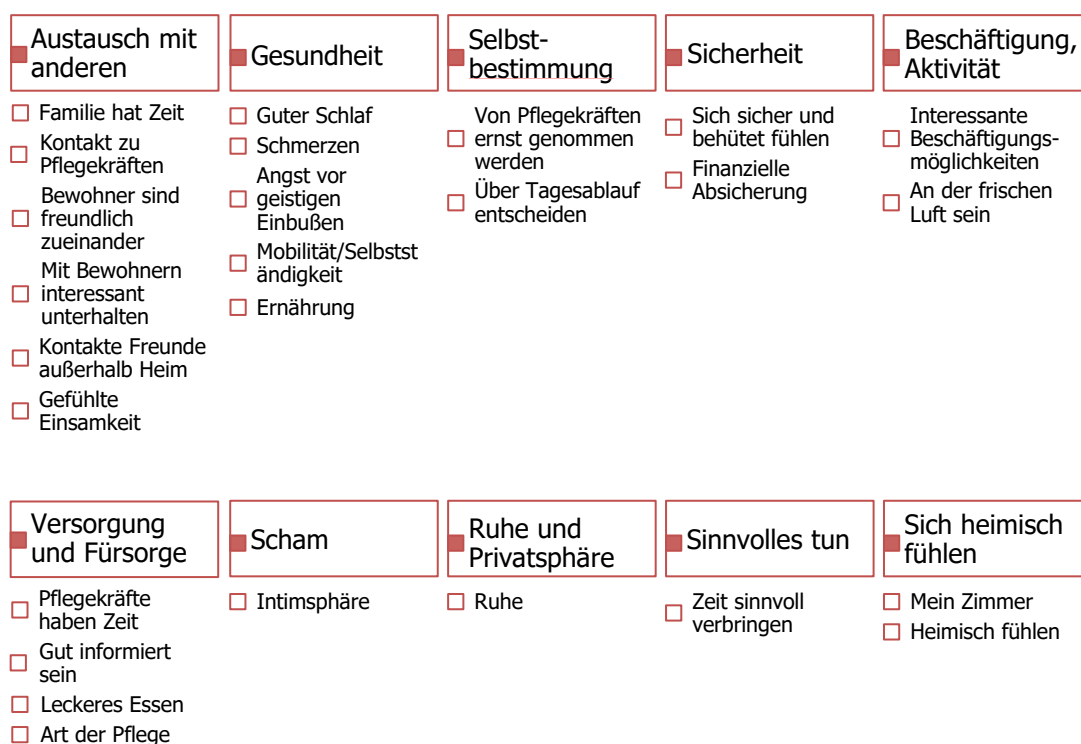 Austausch mit
anderen
Familie hat Zeit
Kontakt zu
Pflegekräften
Bewohner sind
freundlich
zueinander
Mit Bewohnern
interessant
unterhalten
Kontakte Freunde
außerhalb Heim
Gefühlte
Einsamkeit
Gesundheit
Guter Schlaf
Schmerzen
Angst vor
geistigen
Einbußen
Mobilität/Selbstst
ändigkeit
Ernährung
Selbst-
bestimmung
Von Pflegekräften
ernst genommen
werden
Über Tagesablauf
entscheiden
Sicherheit
Sich sicher und
behütet fühlen
Finanzielle
Absicherung
Beschäftigung,
Aktivität
Interessante
Beschäftigungs-
möglichkeiten
An der frischen
Luft sein
Versorgung
und Fürsorge
Pflegekräfte
haben Zeit
Gut informiert
sein
Leckeres Essen
Art der Pflege
Scham
Intimsphäre
Ruhe und
Privatsphäre
Ruhe
Sinnvolles tun
Zeit sinnvoll
verbringen
Sich heimisch
fühlen
Mein Zimmer
Heimisch fühlen